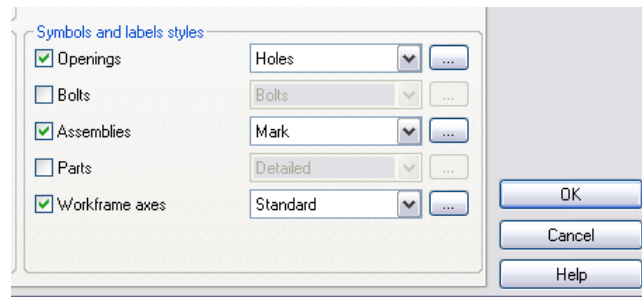 Symbols and labels styles
Openings Holes ...
Bolts Bolts ...
Assemblies Mark ...
Parts Detailed ...
Workframe axes Standard ...
OK
Cancel
Help